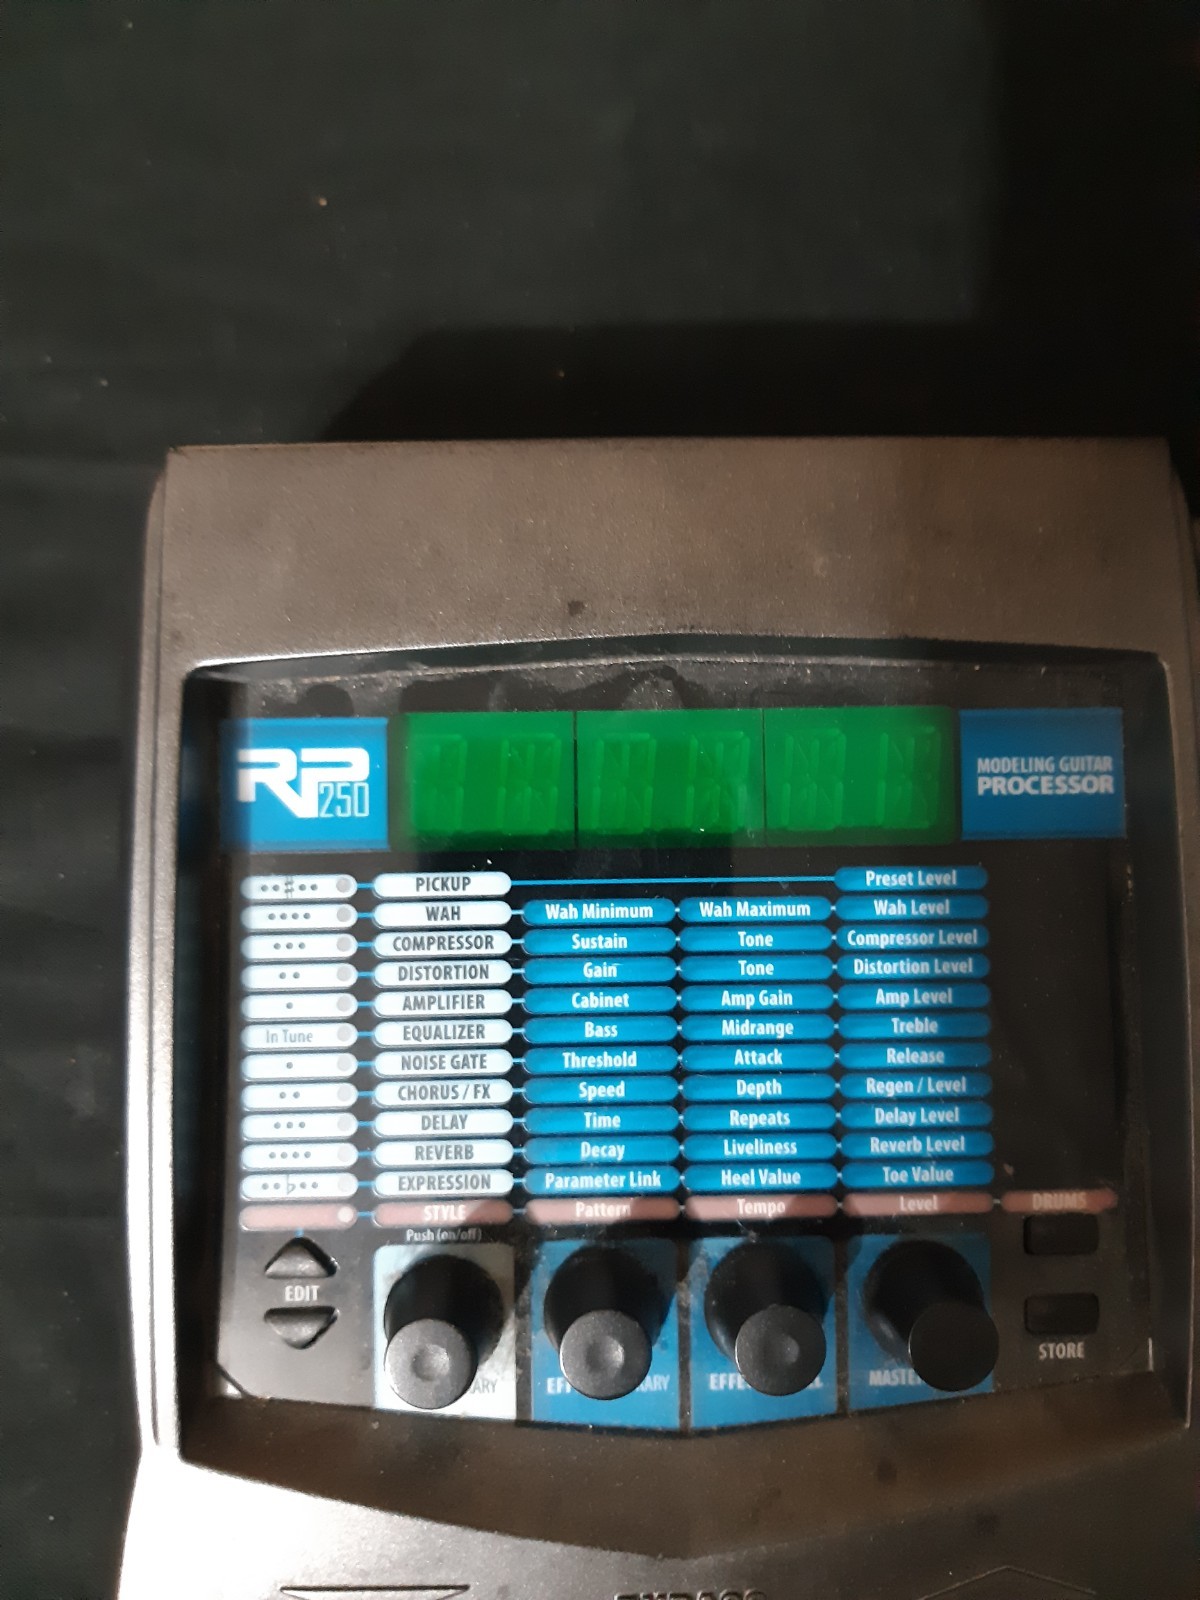 RP250
MODELING GUITAR
PROCESSOR
PICKUP Preset Level
WAH Wah Minimum Wah Maximum Wah Level
COMPRESSOR Sustain Tone Compressor Level
DISTORTION Gain Tone Distortion Level
AMPLIFIER Cabinet Amp Gain Amp Level
In Tune EQUALIZER Bass Midrange Treble
NOISE GATE Threshold Attack Release
CHORUS / FX Speed Depth Regen / Level
DELAY Time Repeats Delay Level
REVERB Decay Liveliness Reverb Level
EXPRESSION Parameter Link Heel Value Toe Value
STYLE Pattern Tempo Level DRUMS
Push (on/off)
EDIT
STORE